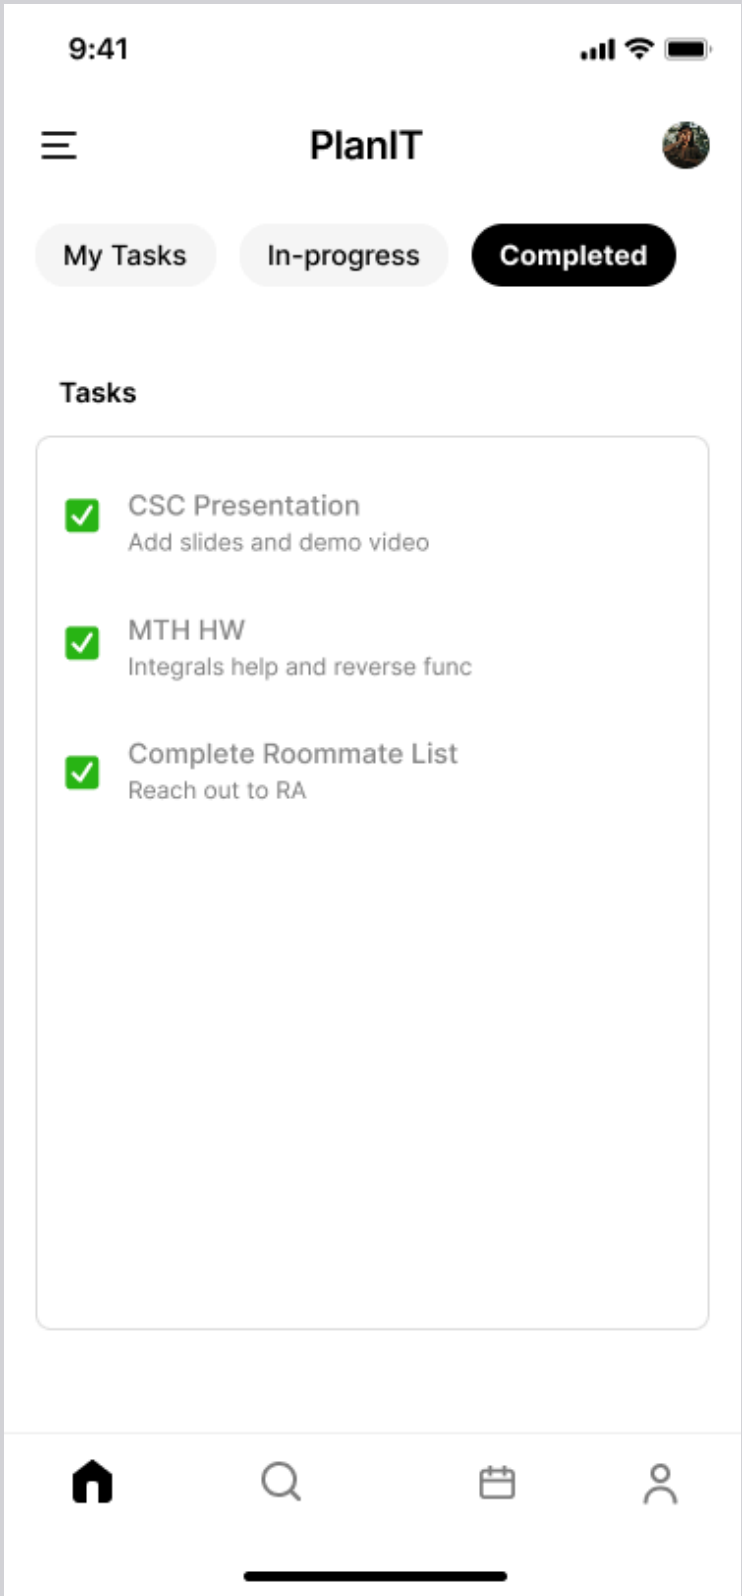 9:41
PlanIT
My Tasks In-progress Completed
Tasks
CSC Presentation
Add slides and demo video
MTH HW
Integrals help and reverse func
Complete Roommate List
Reach out to RA